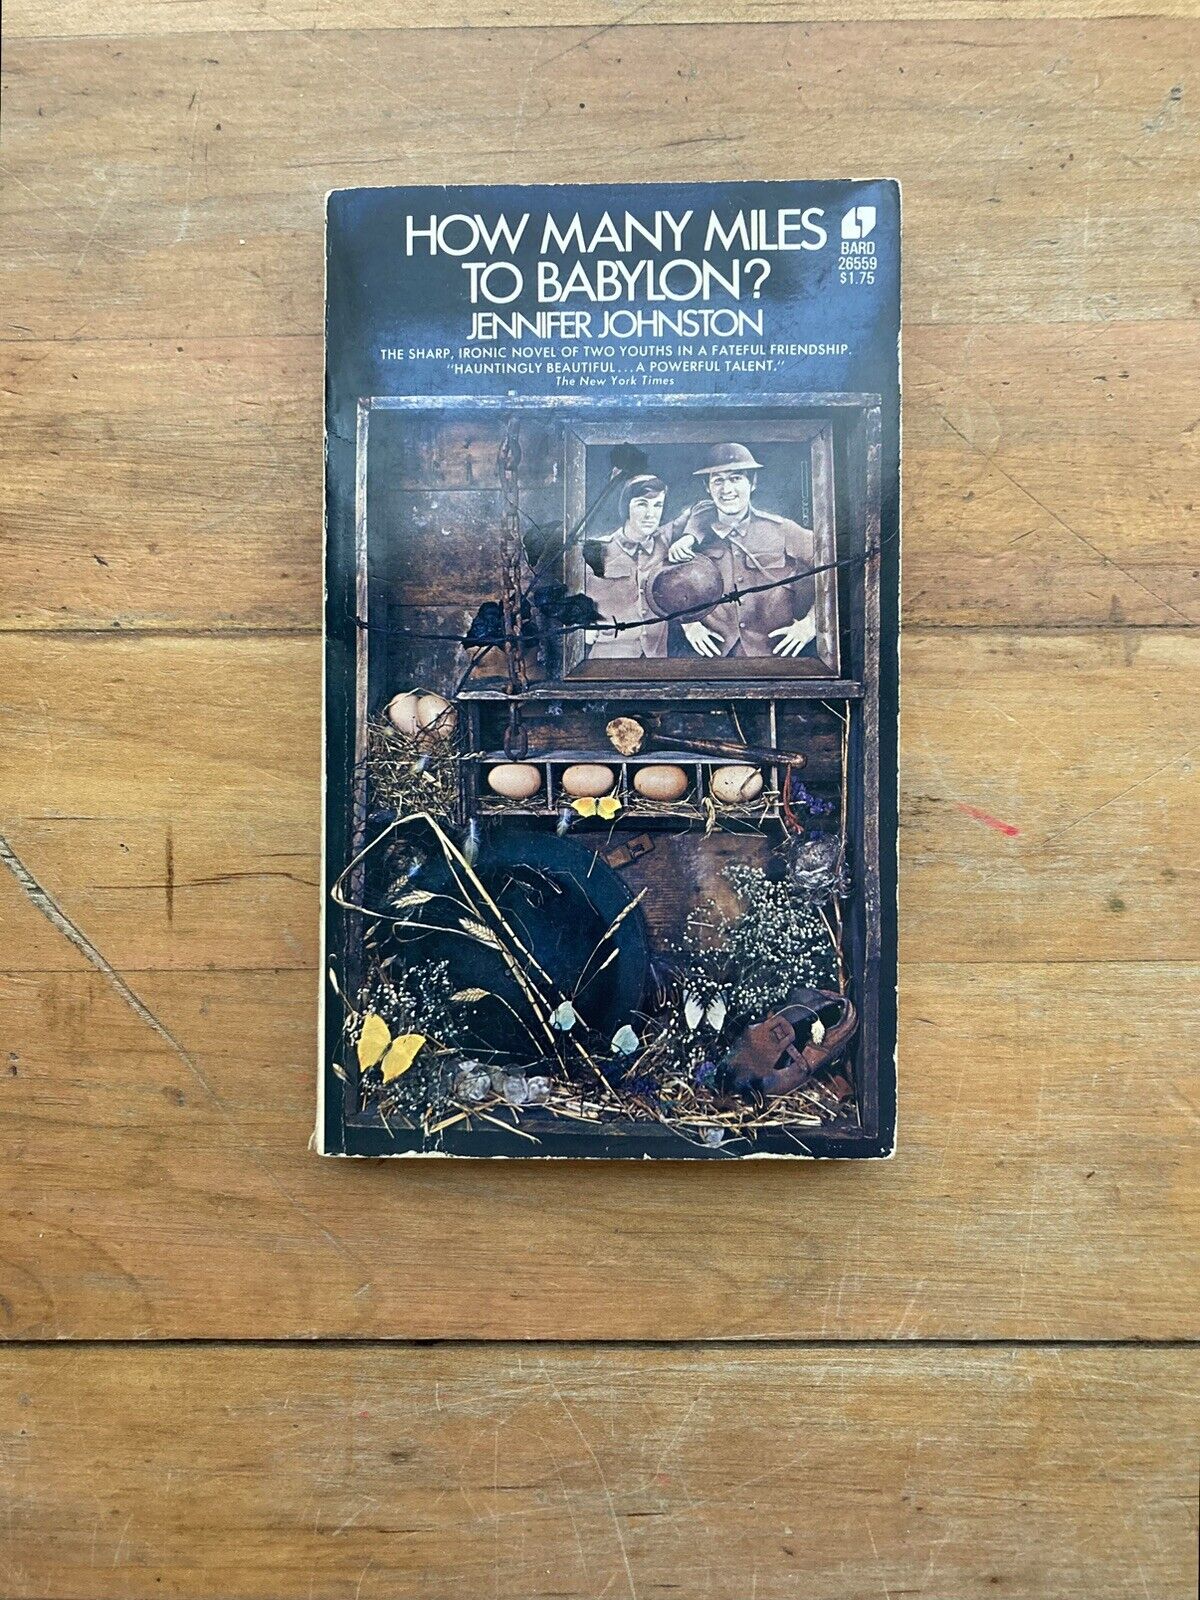 HOW MANY MILES
TO BABYLON?
JENNIFER JOHNSTON
BARD
26559
$1.75
THE SHARP, IRONIC NOVEL OF TWO YOUTHS IN A FATEFUL FRIENDSHIP.
"HAUNTINGLY BEAUTIFUL...A POWERFUL TALENT."
The New York Times